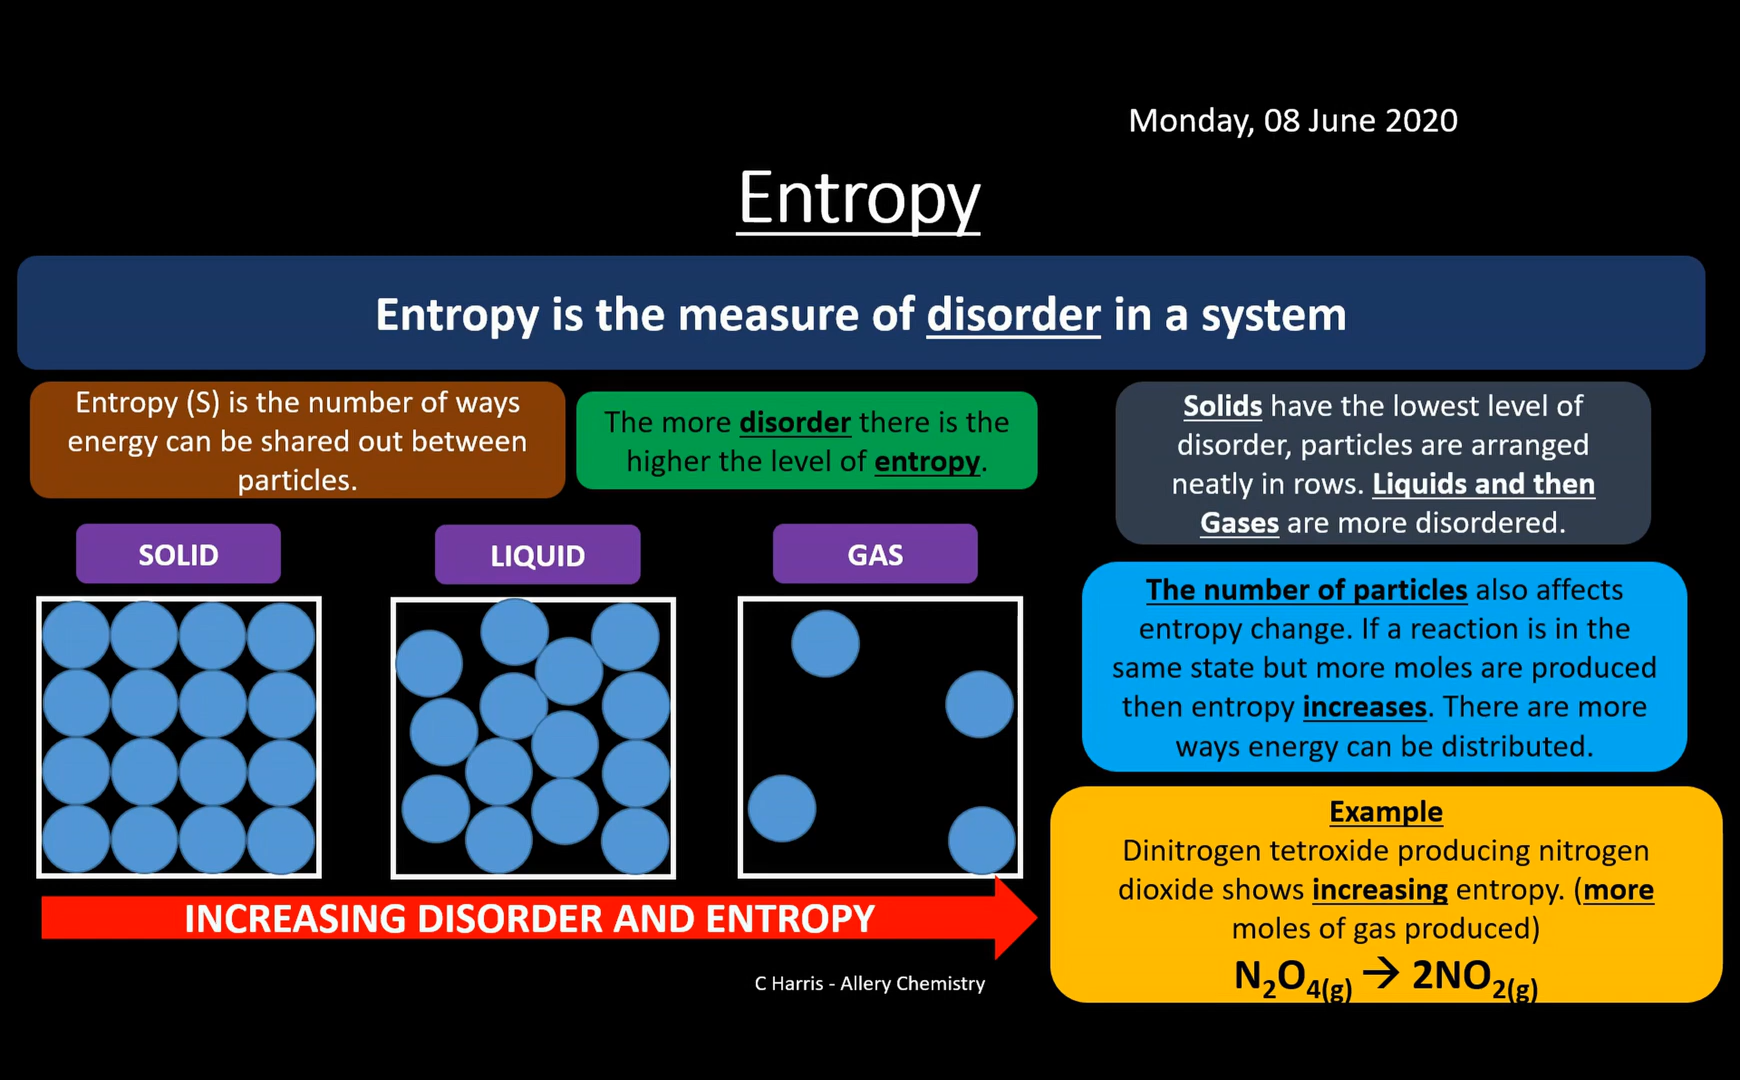 Monday, 08 June 2020
Entropy
Entropy is the measure of disorder in a system
Entropy (S) is the number of ways
energy can be shared out between
particles.
The more disorder there is the
higher the level of entropy.
Solids have the lowest level of
disorder, particles are arranged
neatly in rows. Liquids and then
Gases are more disordered.
SOLID
LIQUID
GAS
The number of particles also affects
entropy change. If a reaction is in the
same state but more moles are produced
then entropy increases. There are more
ways energy can be distributed.
Example
Dinitrogen tetroxide producing nitrogen
dioxide shows increasing entropy. (more
moles of gas produced)
N₂O₄(g) → 2NO₂(g)
INCREASING DISORDER AND ENTROPY
C Harris - Allery Chemistry